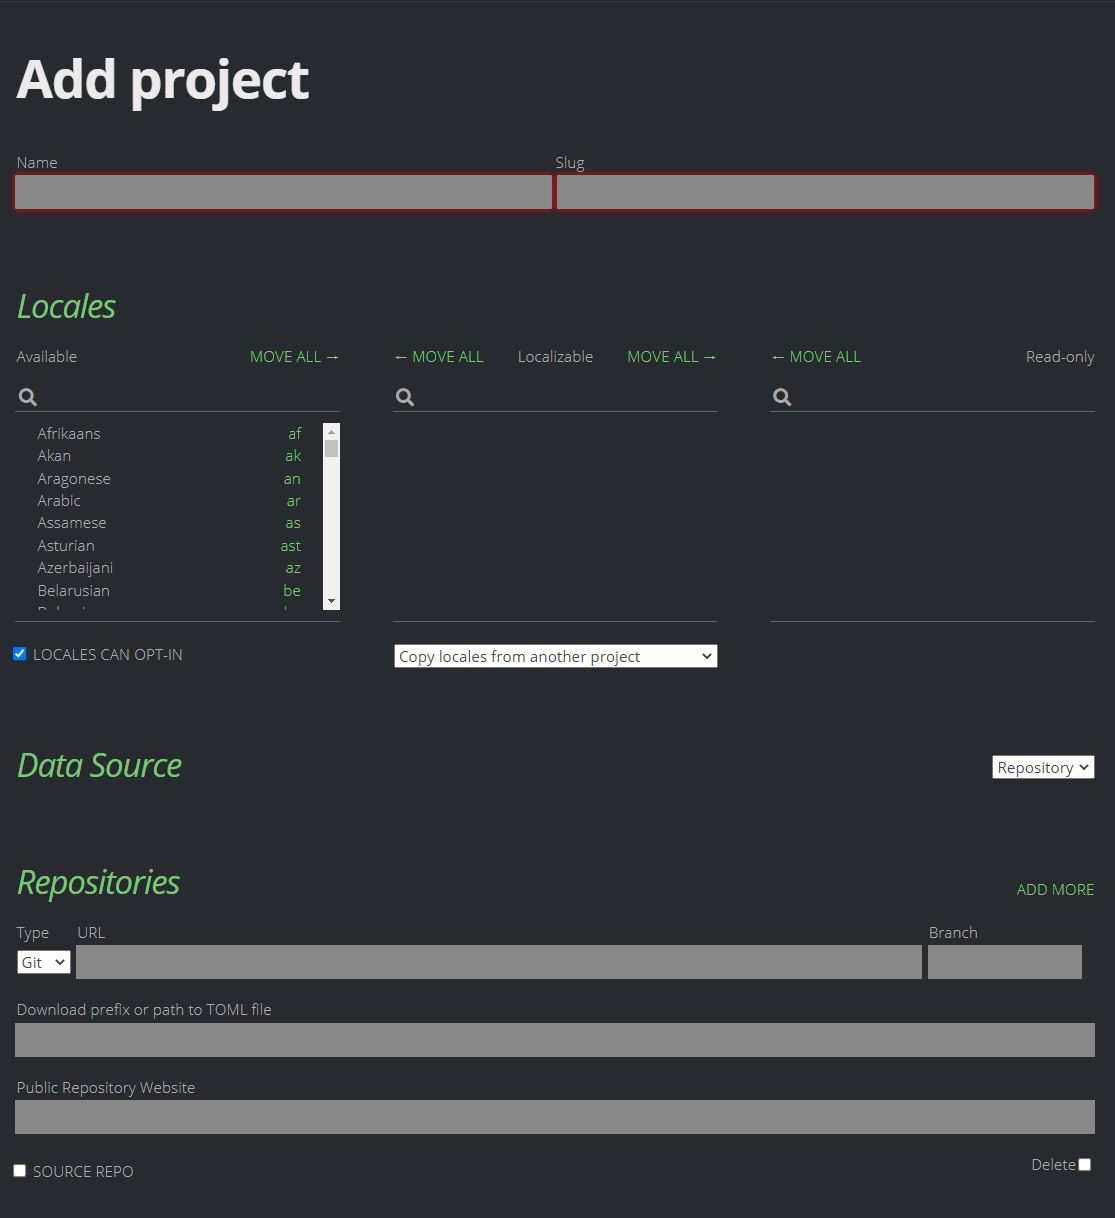 Add project
Name Slug
Locales
Available MOVE ALL → ← MOVE ALL Localizable MOVE ALL → ← MOVE ALL Read-only
Afrikaans af
Akan ak
Aragonese an
Arabic ar
Assamese as
Asturian ast
Azerbaijani az
Belarusian be
LOCALES CAN OPT-IN Copy locales from another project
Data Source Repository
Repositories ADD MORE
Type URL Branch
Git
Download prefix or path to TOML file
Public Repository Website
SOURCE REPO Delete